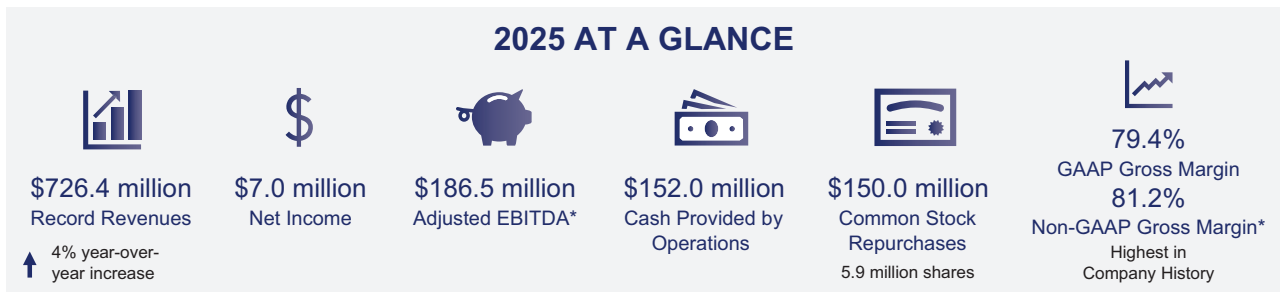 2025 AT A GLANCE
$726.4 million
Record Revenues
4% year-over-
year increase
$7.0 million
Net Income
$186.5 million
Adjusted EBITDA*
$152.0 million
Cash Provided by
Operations
$150.0 million
Common Stock
Repurchases
5.9 million shares
79.4%
GAAP Gross Margin
81.2%
Non-GAAP Gross Margin*
Highest in
Company History